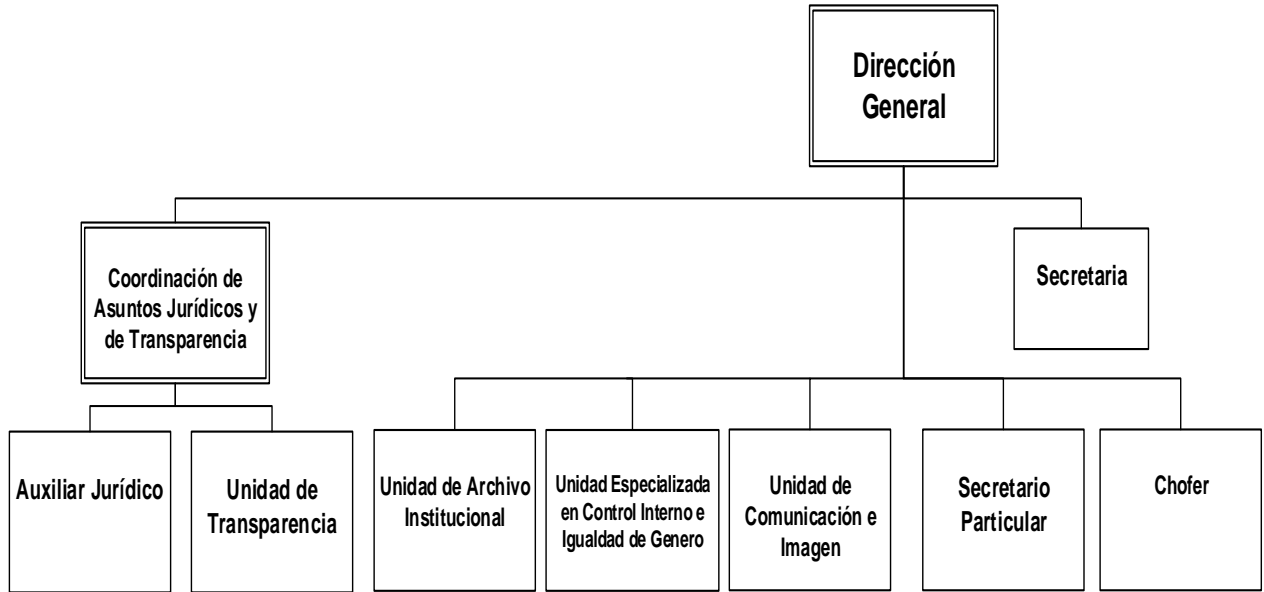 Dirección
General
Coordinación de
Asuntos Jurídicos y
de Transparencia
Secretaria
Auxiliar Jurídico
Unidad de
Transparencia
Unidad de Archivo
Institucional
Unidad Especializada
en Control Interno e
Igualdad de Genero
Unidad de
Comunicación e
Imagen
Secretario
Particular
Chofer